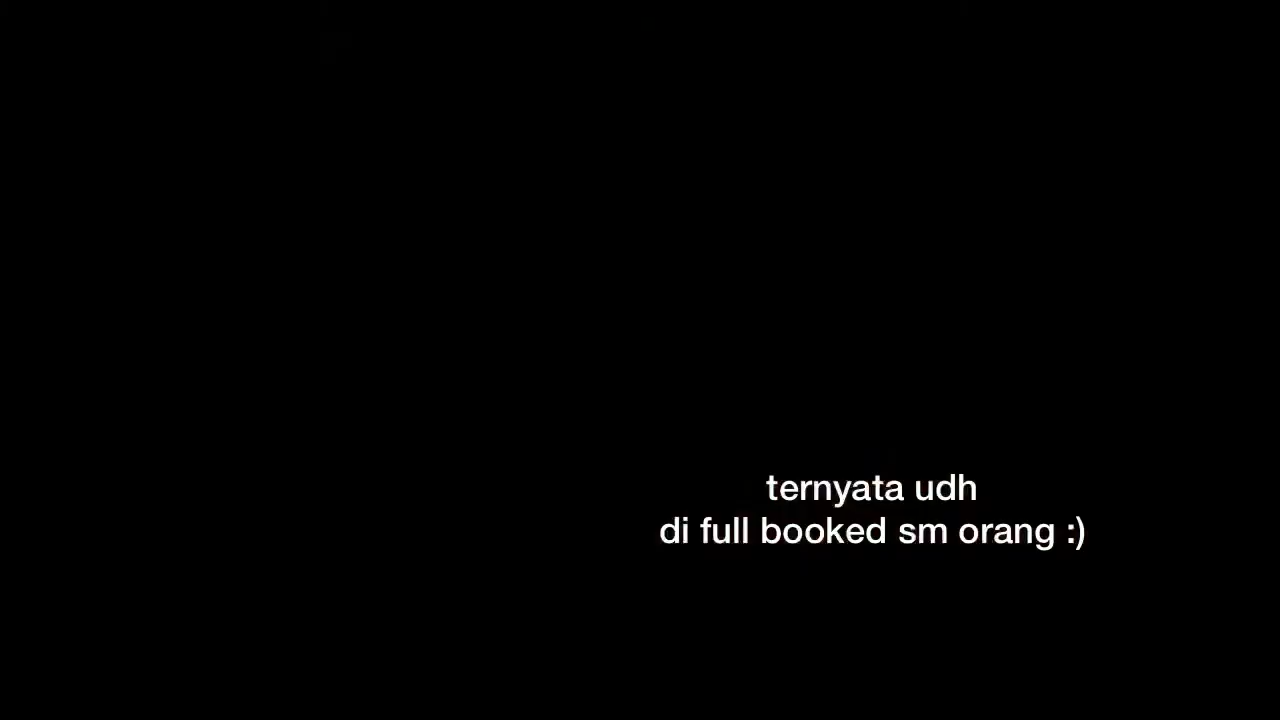 ternyata udh
di full booked sm orang :)